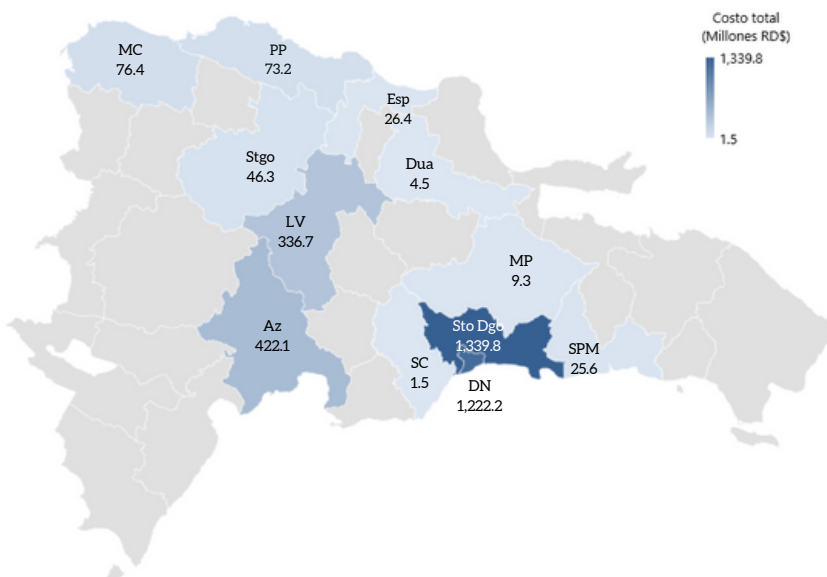 Costo total
(Millones RD$)
1,339.8
1.5
MC
76.4
PP
73.2
Esp
26.4
Stgo
46.3
Dua
4.5
LV
336.7
MP
9.3
Az
422.1
Sto Dgo
1,339.8
SPM
25.6
SC
1.5
DN
1,222.2